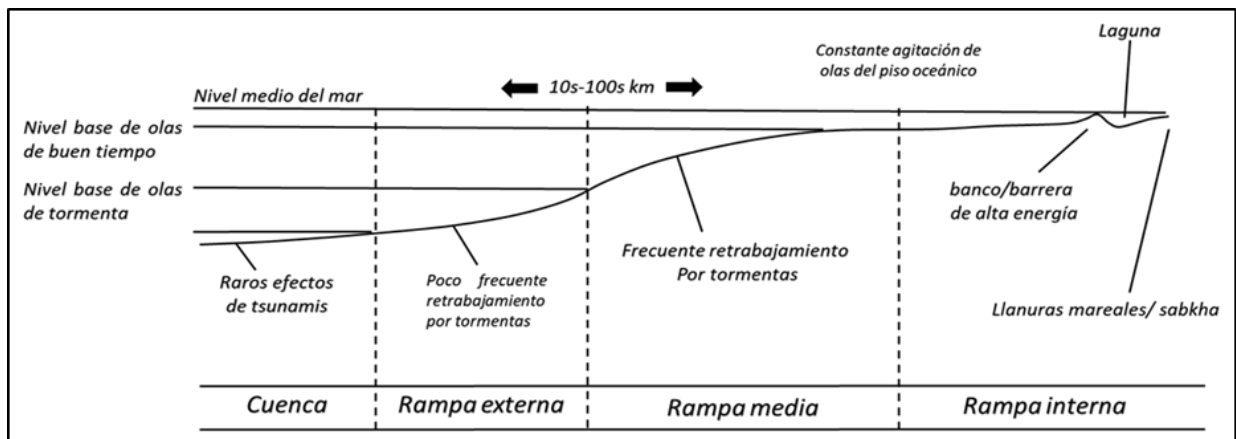 Laguna
Constante agitación de
olas del piso oceánico
10s-100s km
Nivel medio del mar
Nivel base de olas
de buen tiempo
Nivel base de olas
de tormenta
banco/barrera
de alta energía
Frecuente retrabajamiento
Por tormentas
Raros efectos
de tsunamis
Poco frecuente
retrabajamiento
por tormentas
Llanuras mareales/ sabkha
Cuenca
Rampa externa
Rampa media
Rampa interna